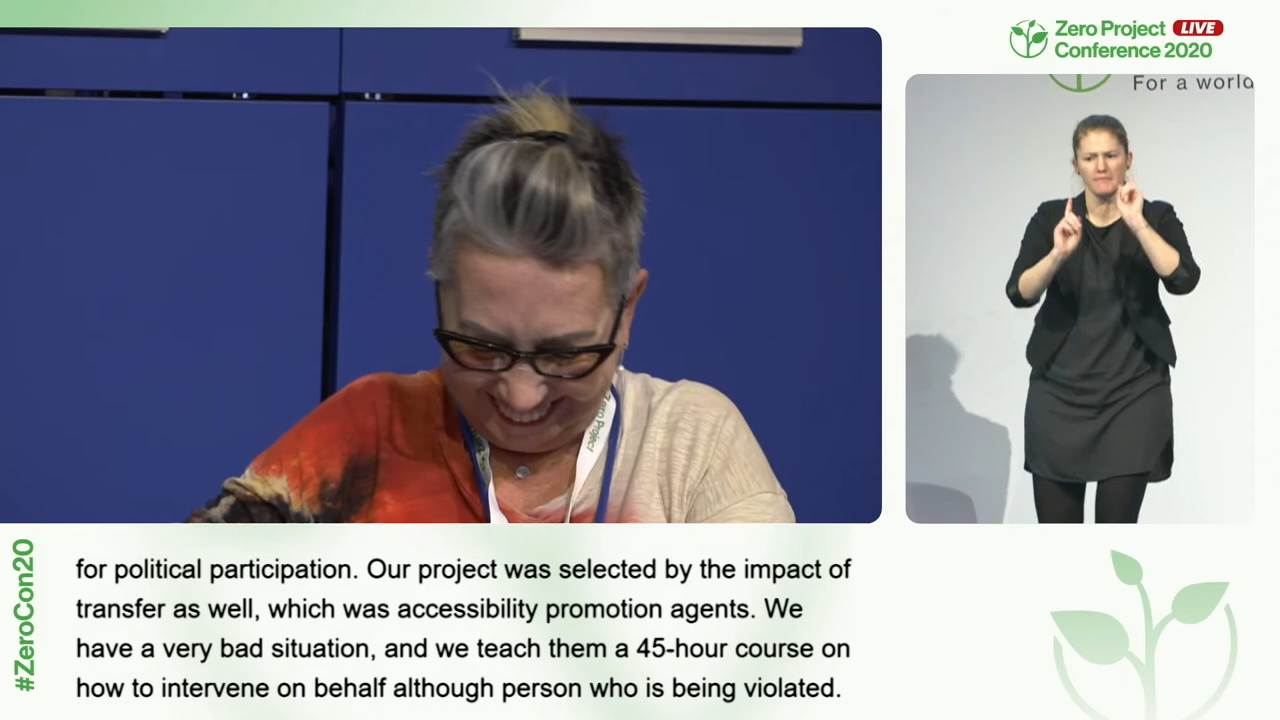 Zero Project LIVE
Conference 2020
For a world
Zero Project
#ZeroCon20
for political participation. Our project was selected by the impact of
transfer as well, which was accessibility promotion agents. We
have a very bad situation, and we teach them a 45-hour course on
how to intervene on behalf although person who is being violated.